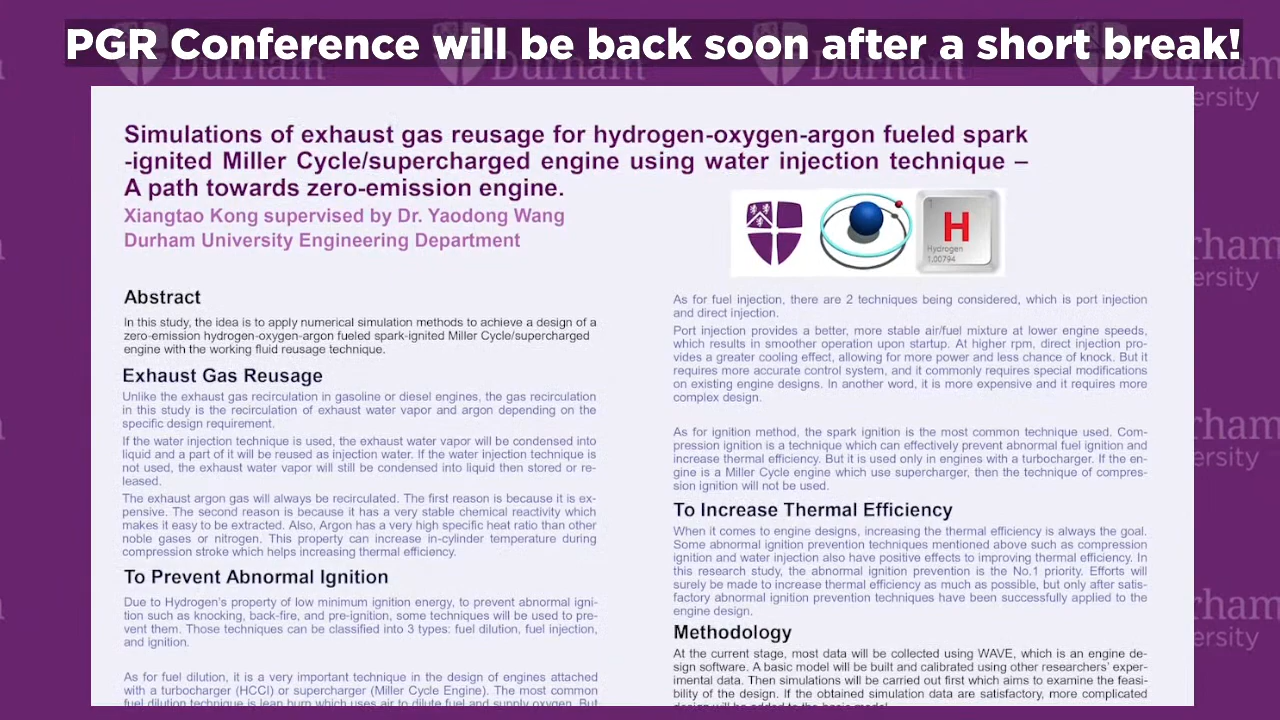 PGR Conference will be back soon after a short break!
Simulations of exhaust gas reusage for hydrogen-oxygen-argon fueled spark
-ignited Miller Cycle/supercharged engine using water injection technique –
A path towards zero-emission engine.
Xiangtao Kong supervised by Dr. Yaodong Wang
Durham University Engineering Department
H
Hydrogen
1.00794
Abstract
In this study, the idea is to apply numerical simulation methods to achieve a design of a
zero-emission hydrogen-oxygen-argon fueled spark-ignited Miller Cycle/supercharged
engine with the working fluid reusage technique.
Exhaust Gas Reusage
Unlike the exhaust gas recirculation in gasoline or diesel engines, the gas recirculation
in this study is the recirculation of exhaust water vapor and argon depending on the
specific design requirement.
If the water injection technique is used, the exhaust water vapor will be condensed into
liquid and a part of it will be reused as injection water. If the water injection technique is
not used, the exhaust water vapor will still be condensed into liquid then stored or re-
leased.
The exhaust argon gas will always be recirculated. The first reason is because it is ex-
pensive. The second reason is because it has a very stable chemical reactivity which
makes it easy to be extracted. Also, Argon has a very high specific heat ratio than other
noble gases or nitrogen. This property can increase in-cylinder temperature during
compression stroke which helps increasing thermal efficiency.
To Prevent Abnormal Ignition
Due to Hydrogen's property of low minimum ignition energy, to prevent abnormal igni-
tion such as knocking, back-fire, and pre-ignition, some techniques will be used to pre-
vent them. Those techniques can be classified into 3 types: fuel dilution, fuel injection,
and ignition.
As for fuel dilution, it is a very important technique in the design of engines attached
with a turbocharger (HCCI) or supercharger (Miller Cycle Engine). The most common
fuel dilution technique is lean burn which uses air to dilute fuel and supply oxygen. But
As for fuel injection, there are 2 techniques being considered, which is port injection
and direct injection.
Port injection provides a better, more stable air/fuel mixture at lower engine speeds,
which results in smoother operation upon startup. At higher rpm, direct injection pro-
vides a greater cooling effect, allowing for more power and less chance of knock. But it
requires more accurate control system, and it commonly requires special modifications
on existing engine designs. In another word, it is more expensive and it requires more
complex design.
As for ignition method, the spark ignition is the most common technique used. Com-
pression ignition is a technique which can effectively prevent abnormal fuel ignition and
increase thermal efficiency. But it is used only in engines with a turbocharger. If the en-
gine is a Miller Cycle engine which use supercharger, then the technique of compres-
sion ignition will not be used.
To Increase Thermal Efficiency
When it comes to engine designs, increasing the thermal efficiency is always the goal.
Some abnormal ignition prevention techniques mentioned above such as compression
ignition and water injection also have positive effects to improving thermal efficiency. In
this research study, the abnormal ignition prevention is the No.1 priority. Efforts will
surely be made to increase thermal efficiency as much as possible, but only after satis-
factory abnormal ignition prevention techniques have been successfully applied to the
engine design.
Methodology
At the current stage, most data will be collected using WAVE, which is an engine de-
sign software. A basic model will be built and calibrated using other researchers' exper-
imental data. Then simulations will be carried out first which aims to examine the feasi-
bility of the design. If the obtained simulation data are satisfactory, more complicated
design will be added to the basic model.